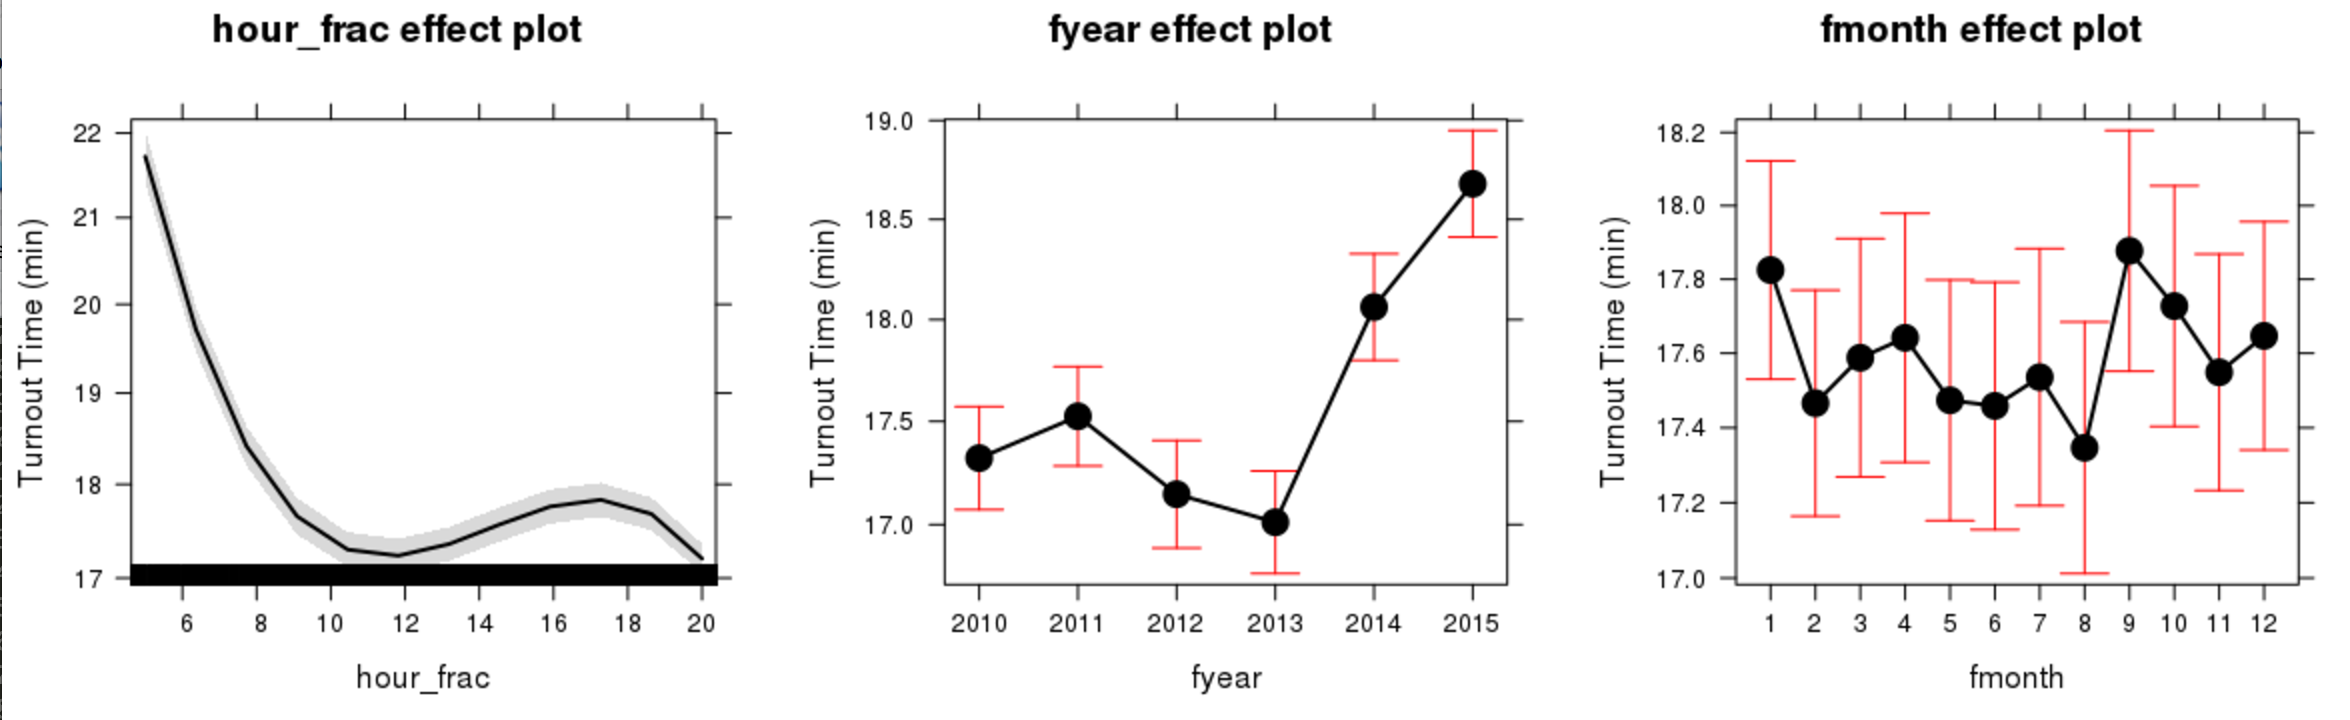 hour_frac effect plot
Turnout Time (min)
22
21
20
19
18
17
6 8 10 12 14 16 18 20
hour_frac
fyear effect plot
Turnout Time (min)
19.0
18.5
18.0
17.5
17.0
2010 2011 2012 2013 2014 2015
fyear
fmonth effect plot
Turnout Time (min)
18.2
18.0
17.8
17.6
17.4
17.2
17.0
1 2 3 4 5 6 7 8 9 10 11 12
fmonth